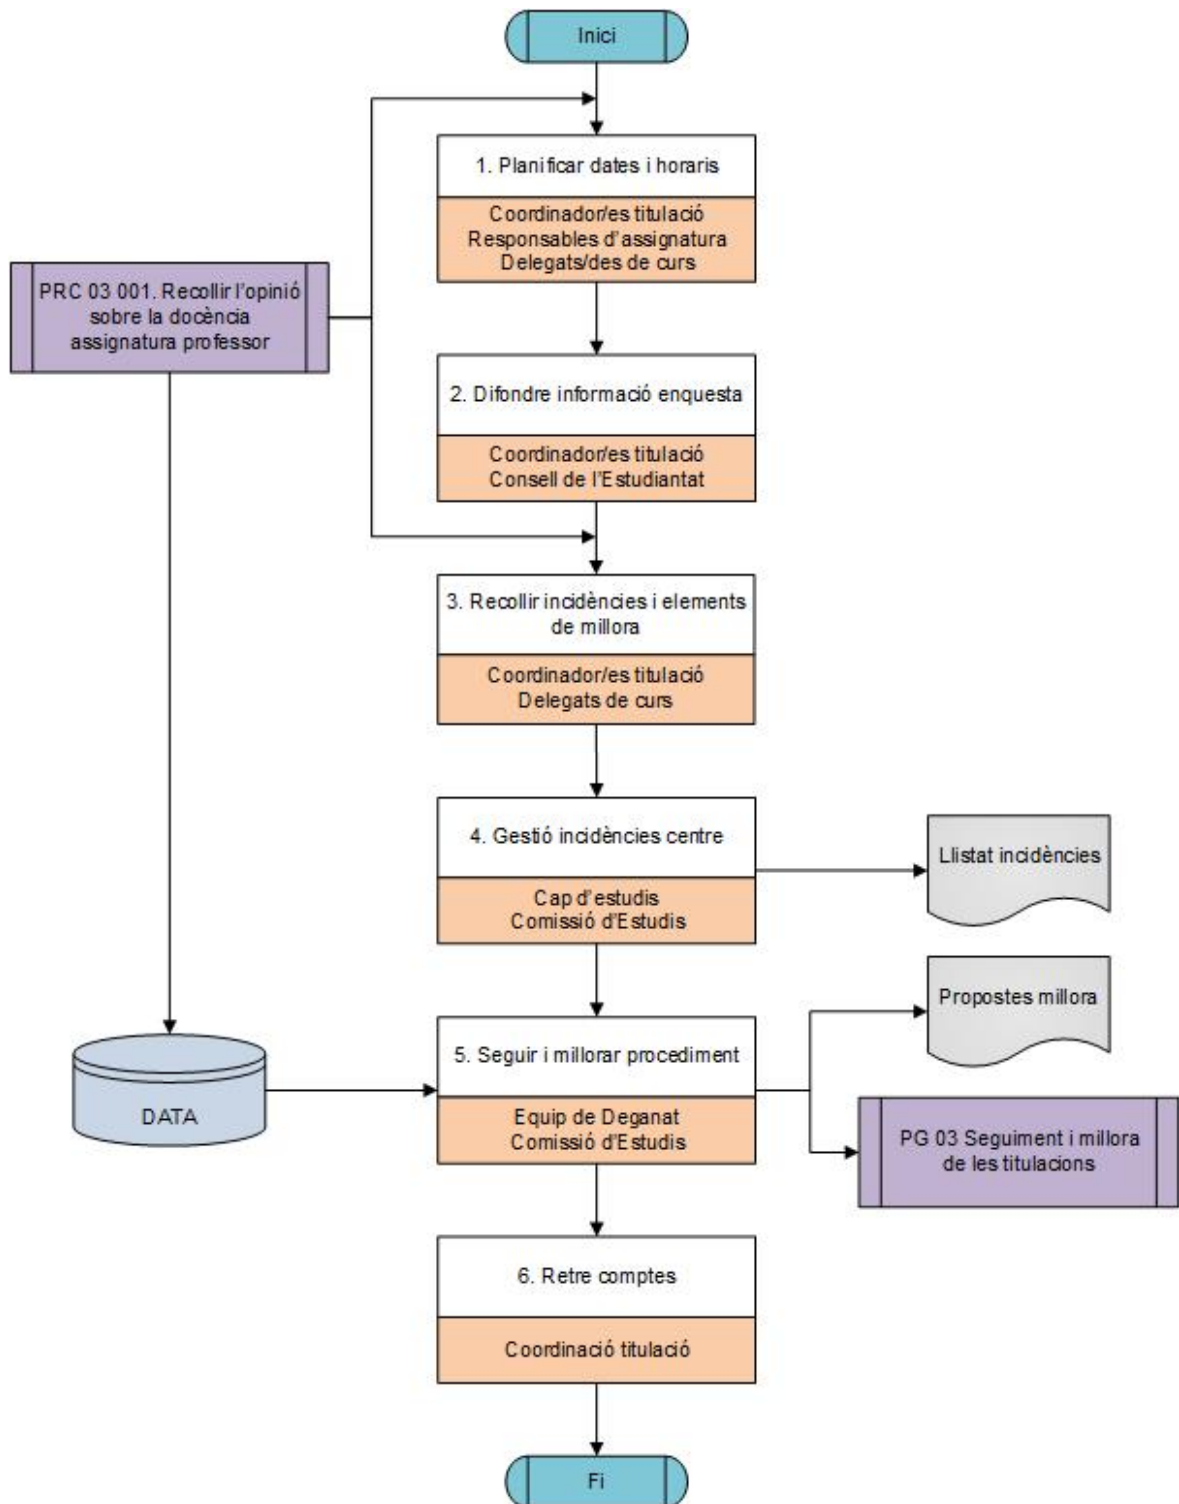 Inici
1. Planificar dates i horaris
Coordinador/es titulació
Responsables d'assignatura
Delegats/des de curs
PRC 03 001. Recollir l'opinió
sobre la docència
assignatura professor
2. Difondre informació enquesta
Coordinador/es titulació
Consell de l'Estudiantat
3. Recollir incidències i elements
de millora
Coordinador/es titulació
Delegats de curs
4. Gestió incidències centre
Cap d'estudis
Comissió d'Estudis
Llistat incidències
Propostes millora
5. Seguir i millorar procediment
Equip de Deganat
Comissió d'Estudis
DATA
PG 03 Seguiment i millora
de les titulacions
6. Retre comptes
Coordinació titulació
Fi